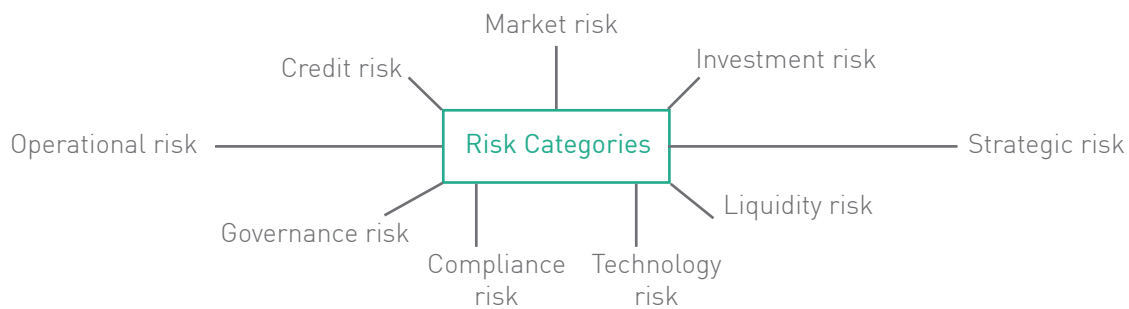 Market risk
Credit risk
Investment risk
Operational risk
Risk Categories
Strategic risk
Liquidity risk
Governance risk
Compliance
risk
Technology
risk